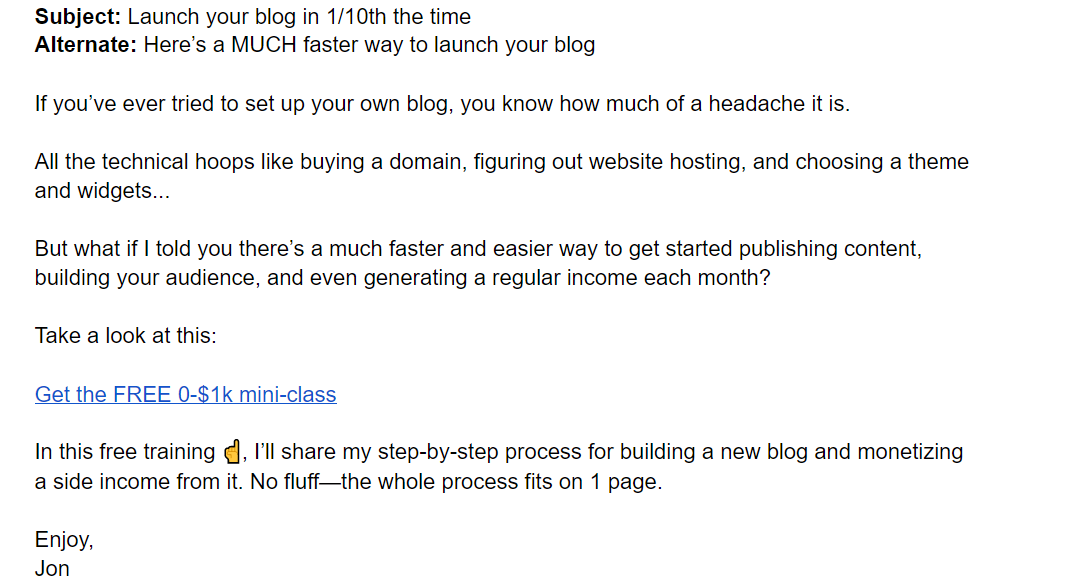 Subject: Launch your blog in 1/10th the time
Alternate: Here’s a MUCH faster way to launch your blog
If you’ve ever tried to set up your own blog, you know how much of a headache it is.
All the technical hoops like buying a domain, figuring out website hosting, and choosing a theme
and widgets...
But what if I told you there’s a much faster and easier way to get started publishing content,
building your audience, and even generating a regular income each month?
Take a look at this:
Get the FREE 0-$1k mini-class
In this free training ☝, I’ll share my step-by-step process for building a new blog and monetizing
a side income from it. No fluff—the whole process fits on 1 page.
Enjoy,
Jon